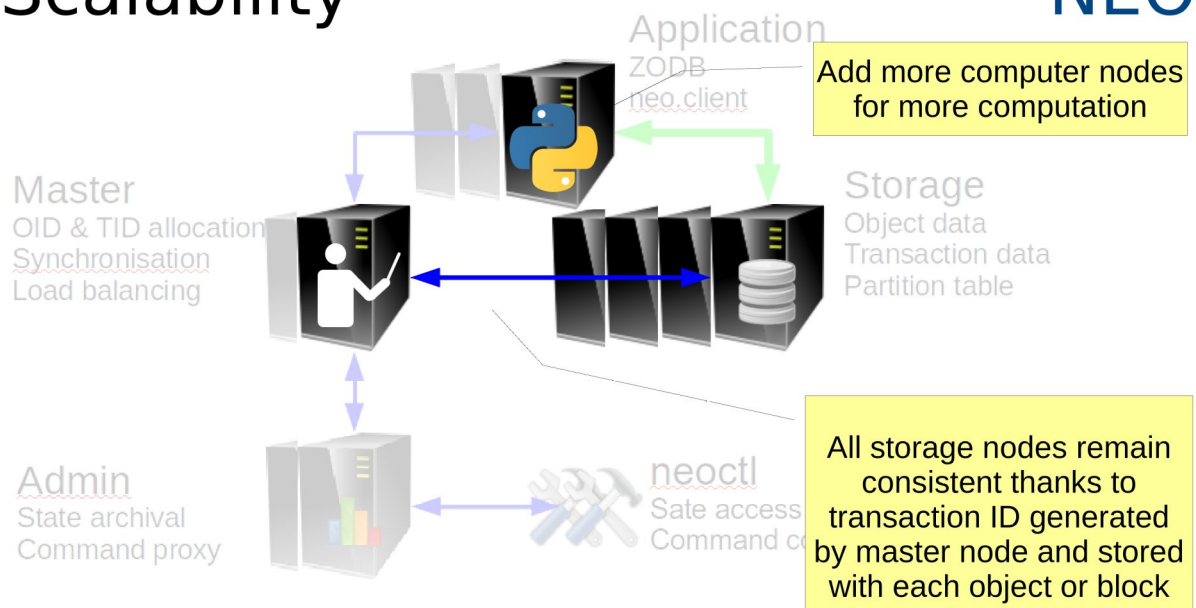 Scalability
NEO
Application
ZODB
neo.client
Add more computer nodes
for more computation
Master
OID & TID allocation
Synchronisation
Load balancing
Storage
Object data
Transaction data
Partition table
Admin
State archival
Command proxy
neoctl
Sate access
Command
All storage nodes remain
consistent thanks to
transaction ID generated
by master node and stored
with each object or block